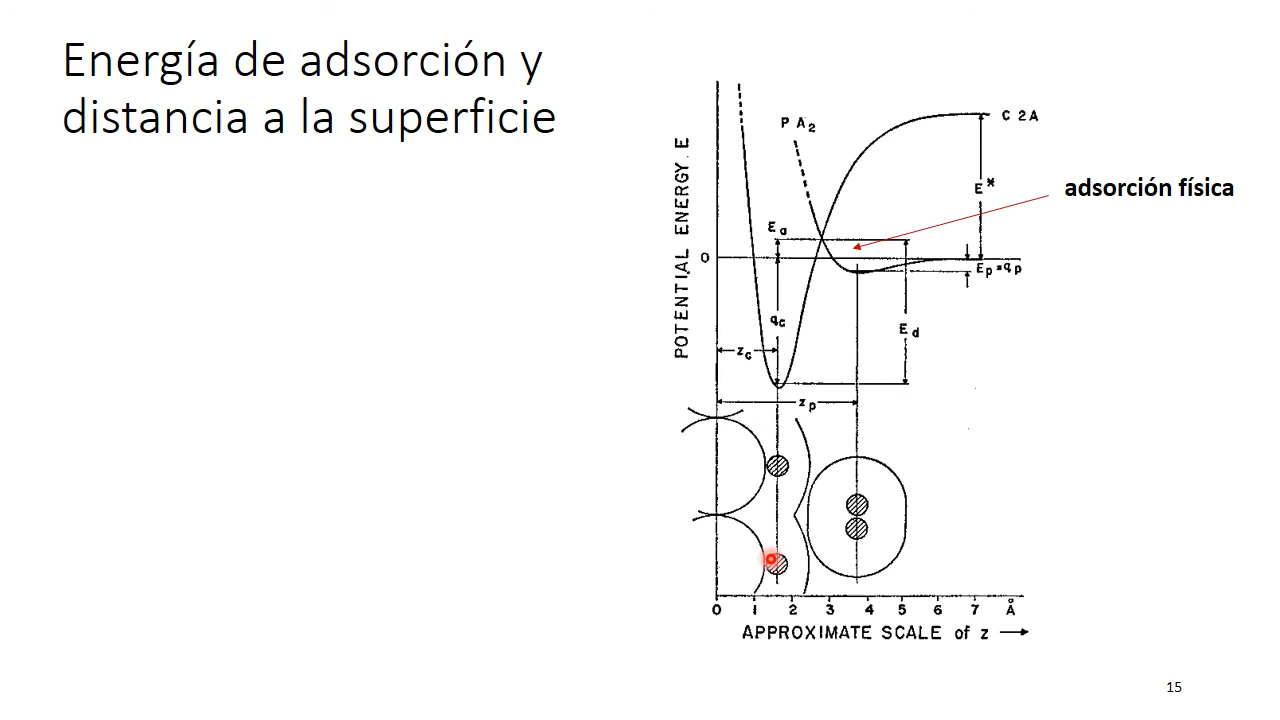 Energía de adsorción y
distancia a la superficie
P A2
C 2A
E*
adsorción física
Ea
POTENTIAL ENERGY, E
0
Ep=qp
qc
Ed
zc
zp
0 1 2 3 4 5 6 7 Å
APPROXIMATE SCALE of z
15